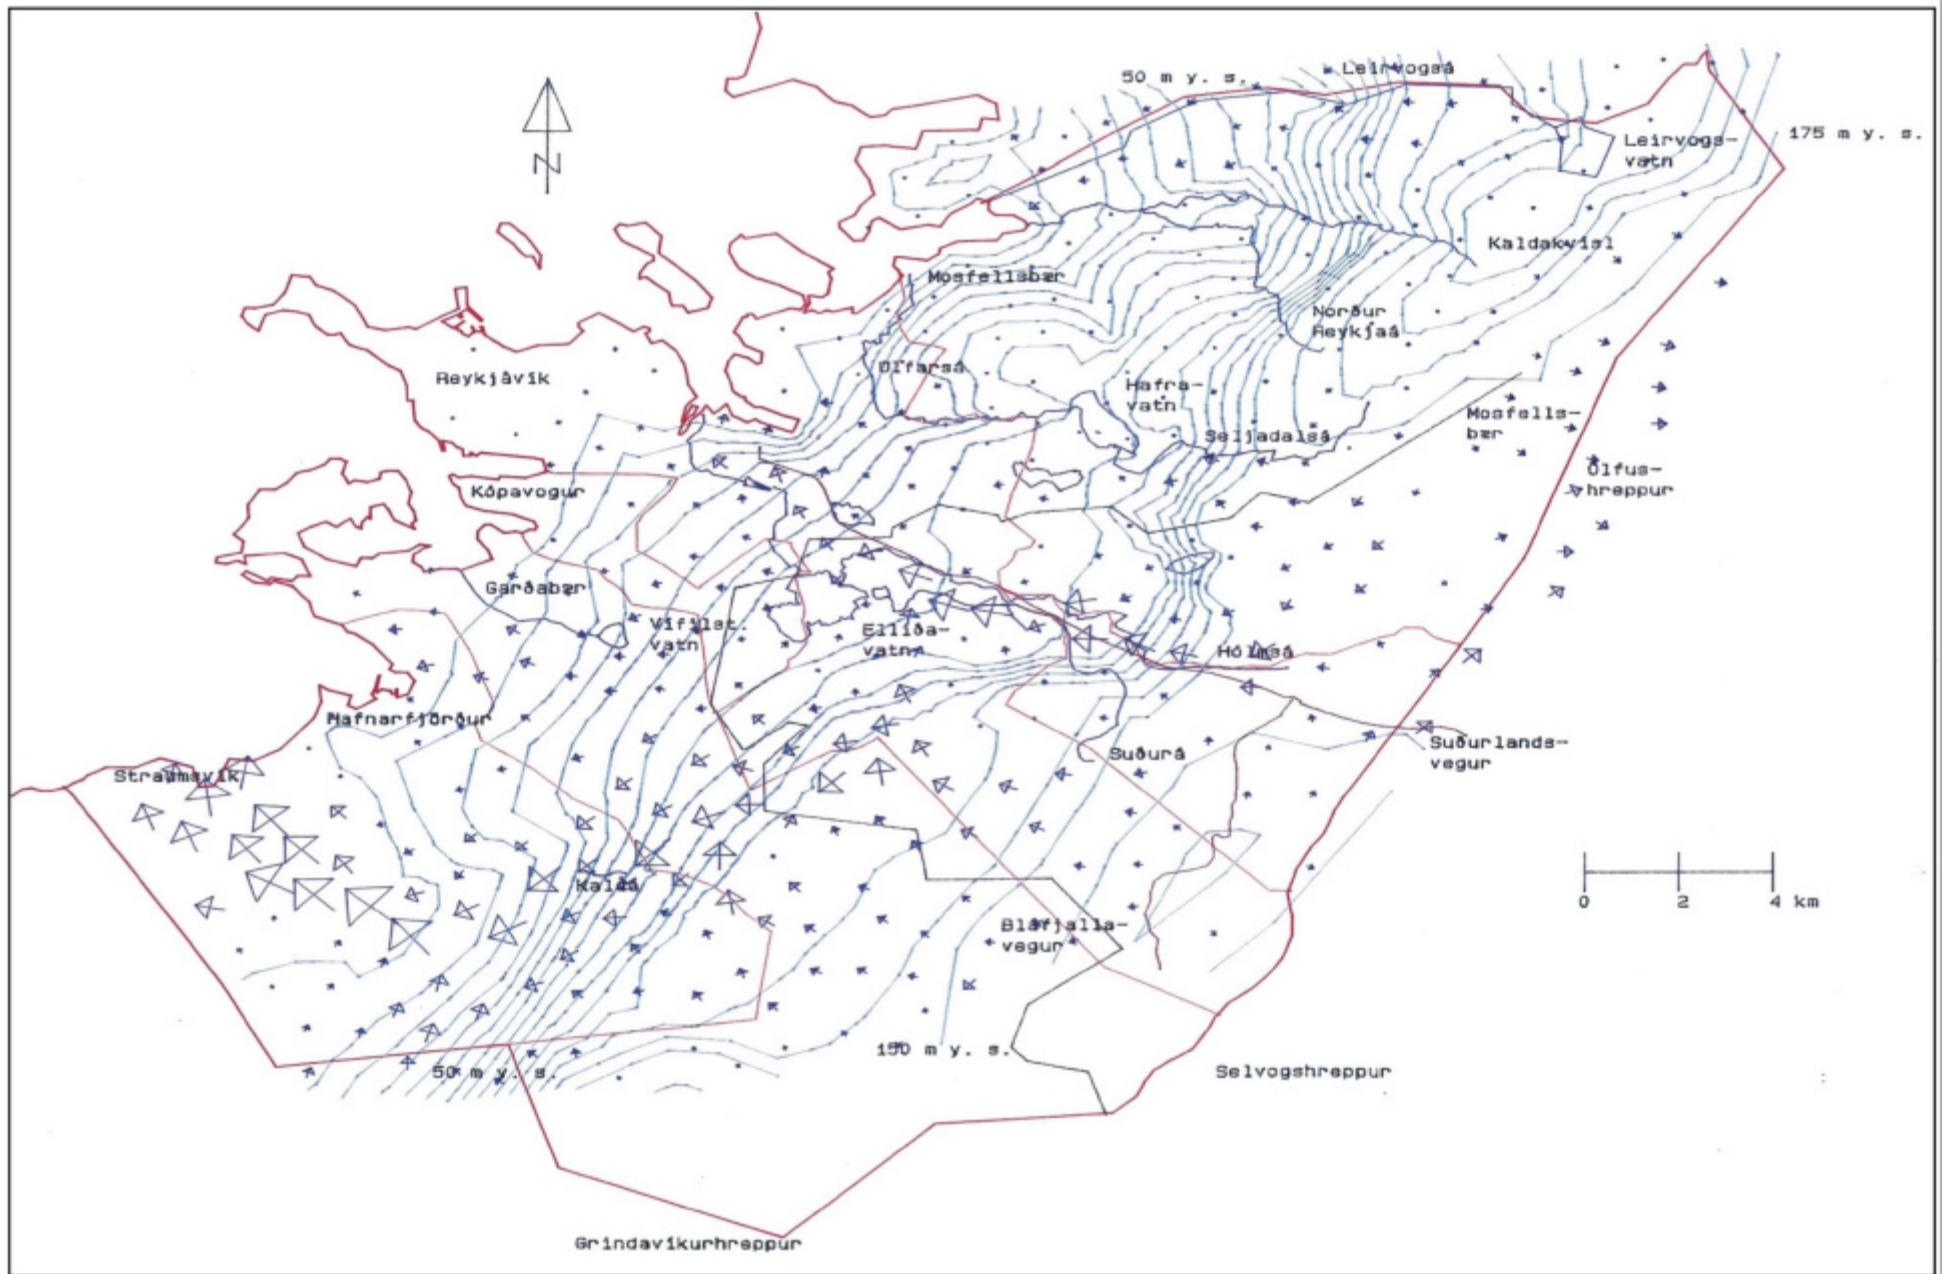 Leirvogsá
50 m y. s.
175 m y. s.
Leirvogs-
vatn
N
Kaldakvísl
Mosfellsbær
Norður
Reykjaá
Úlfarsá
Reykjavík
Hafra-
vatn
Mosfells-
bær
Seljadalsá
Ölfus-
hreppur
Kópavogur
Garðabær
Vífilst.
vatn
Elliða-
vatn
Hólmsá
Hafnarfjörður
Suðurlands-
vegur
Suðurá
Straumsvík
Kaldá
0 2 4 km
Bláfjalla-
vegur
150 m y. s.
50 m y. s.
Selvogshreppur
Grindavíkurhreppur